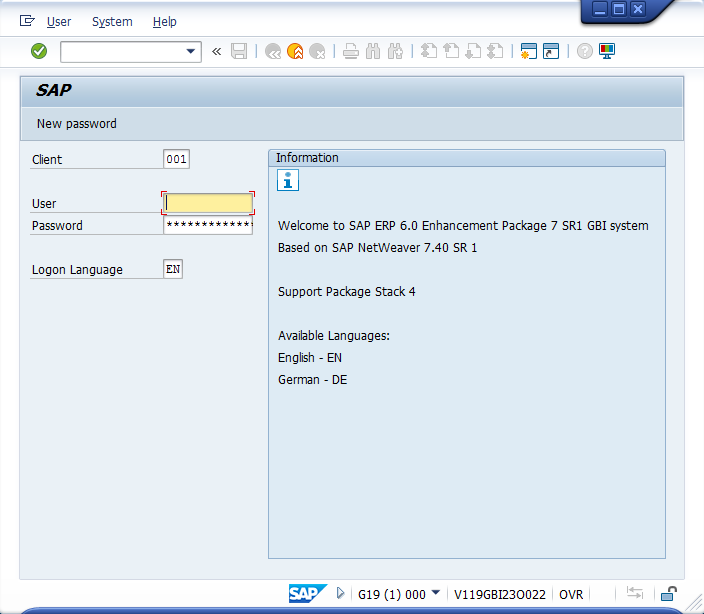 User System Help
SAP
New password
Client 001
Information
User
Welcome to SAP ERP 6.0 Enhancement Package 7 SR1 GBI system
Password ************
Based on SAP NetWeaver 7.40 SR 1
Logon Language EN
Support Package Stack 4
Available Languages:
English - EN
German - DE
SAP G19 (1) 000 V119GBI23O022 OVR